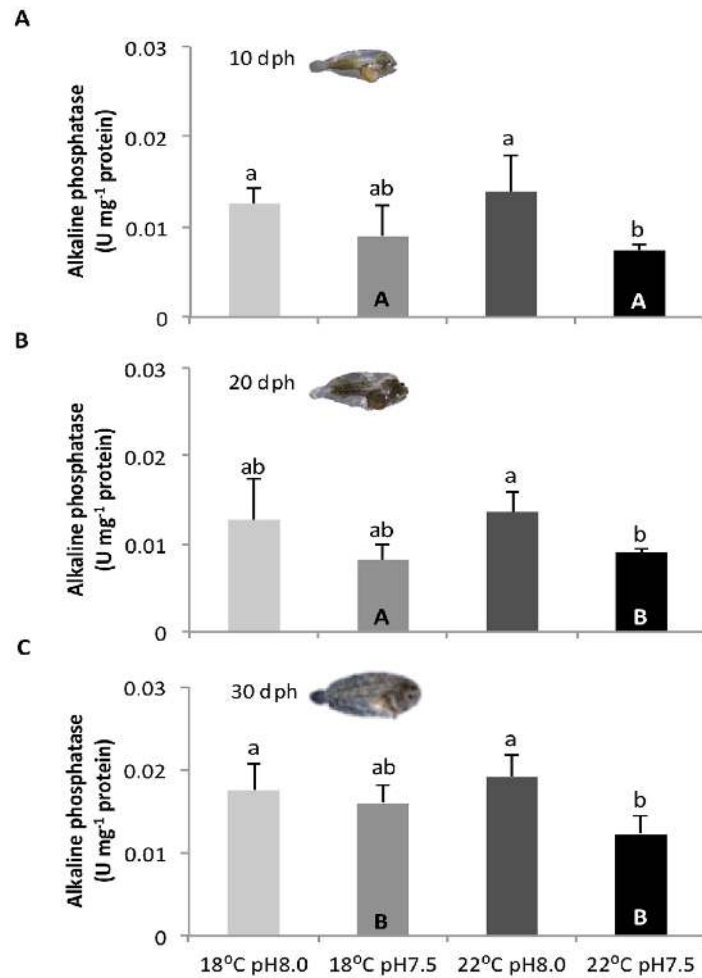 A
Alkaline phosphatase
(U mg⁻¹ protein)
0.03
0.02
0.01
0
10 dph
a
ab
a
b
A
A
B
Alkaline phosphatase
(U mg⁻¹ protein)
0.03
0.02
0.01
0
20 dph
ab
ab
a
b
A
B
C
Alkaline phosphatase
(U mg⁻¹ protein)
0.03
0.02
0.01
0
30 dph
a
ab
a
b
B
B
18°C pH8.0
18°C pH7.5
22°C pH8.0
22°C pH7.5